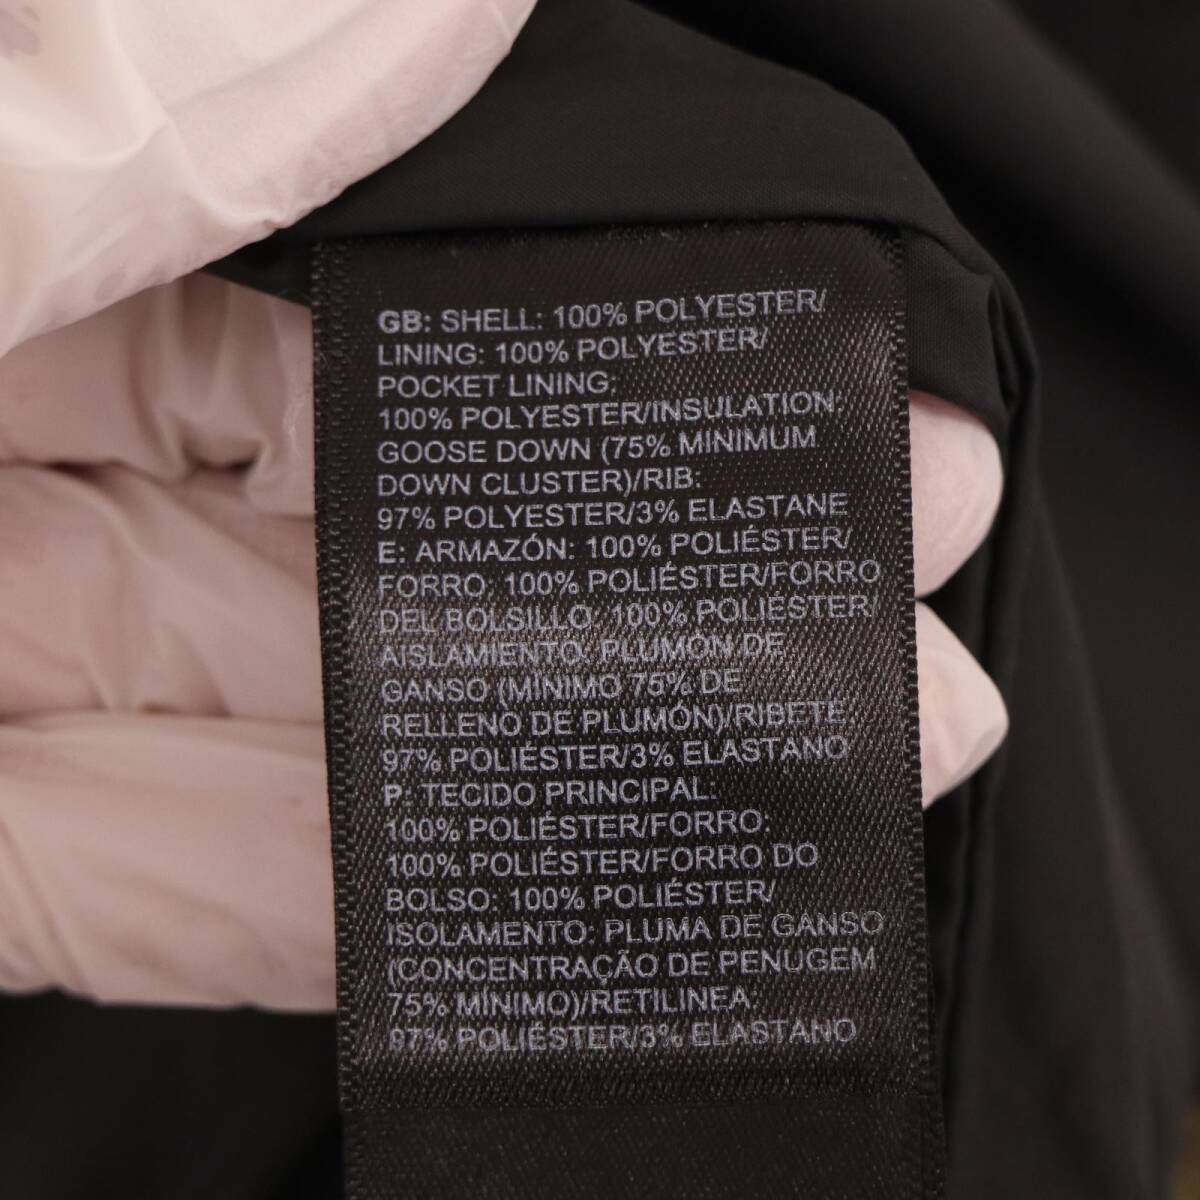 GB: SHELL: 100% POLYESTER/
LINING: 100% POLYESTER/
POCKET LINING:
100% POLYESTER/INSULATION:
GOOSE DOWN (75% MINIMUM
DOWN CLUSTER)/RIB:
97% POLYESTER/3% ELASTANE
E: ARMAZÓN: 100% POLIÉSTER/
FORRO: 100% POLIÉSTER/FORRO
DEL BOLSILLO: 100% POLIÉSTER/
AISLAMIENTO: PLUMÓN DE
GANSO (MÍNIMO 75% DE
RELLENO DE PLUMÓN)/RIBETE:
97% POLIÉSTER/3% ELASTANO
P: TECIDO PRINCIPAL:
100% POLIÉSTER/FORRO:
100% POLIÉSTER/FORRO DO
BOLSO: 100% POLIÉSTER/
ISOLAMENTO: PLUMA DE GANSO
(CONCENTRAÇÃO DE PENUGEM
75% MÍNIMO)/RETILINEA:
97% POLIÉSTER/3% ELASTANO